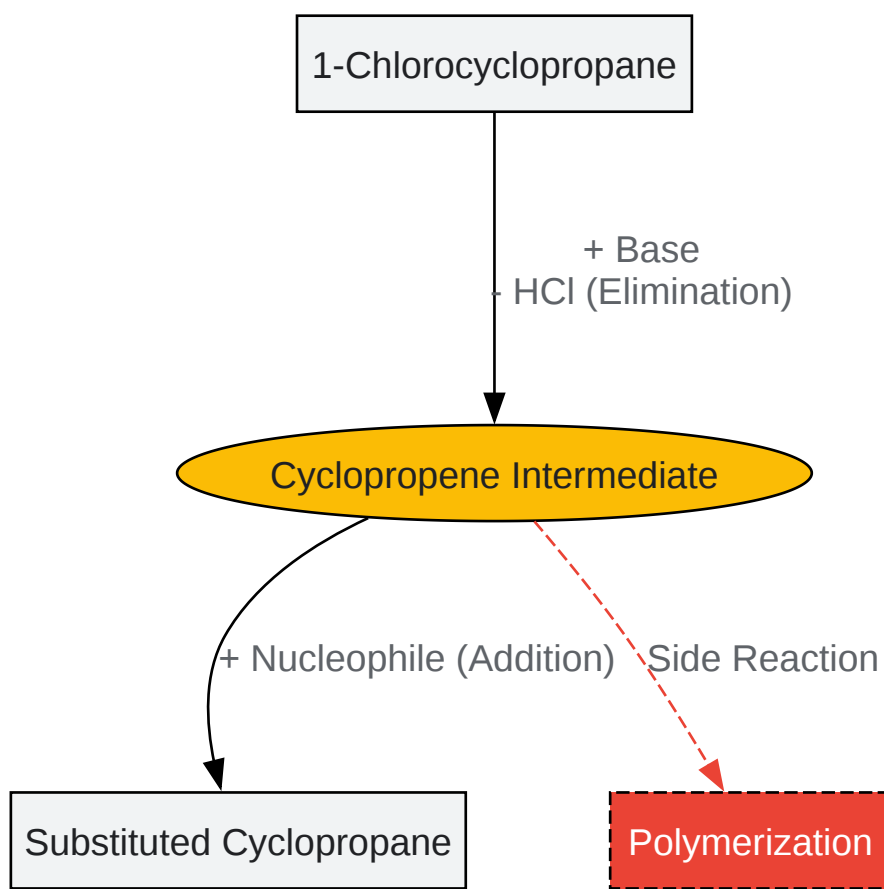 1-Chlorocyclopropane
+ Base
- HCl (Elimination)
Cyclopropene Intermediate
+ Nucleophile (Addition)
Side Reaction
Substituted Cyclopropane
Polymerization